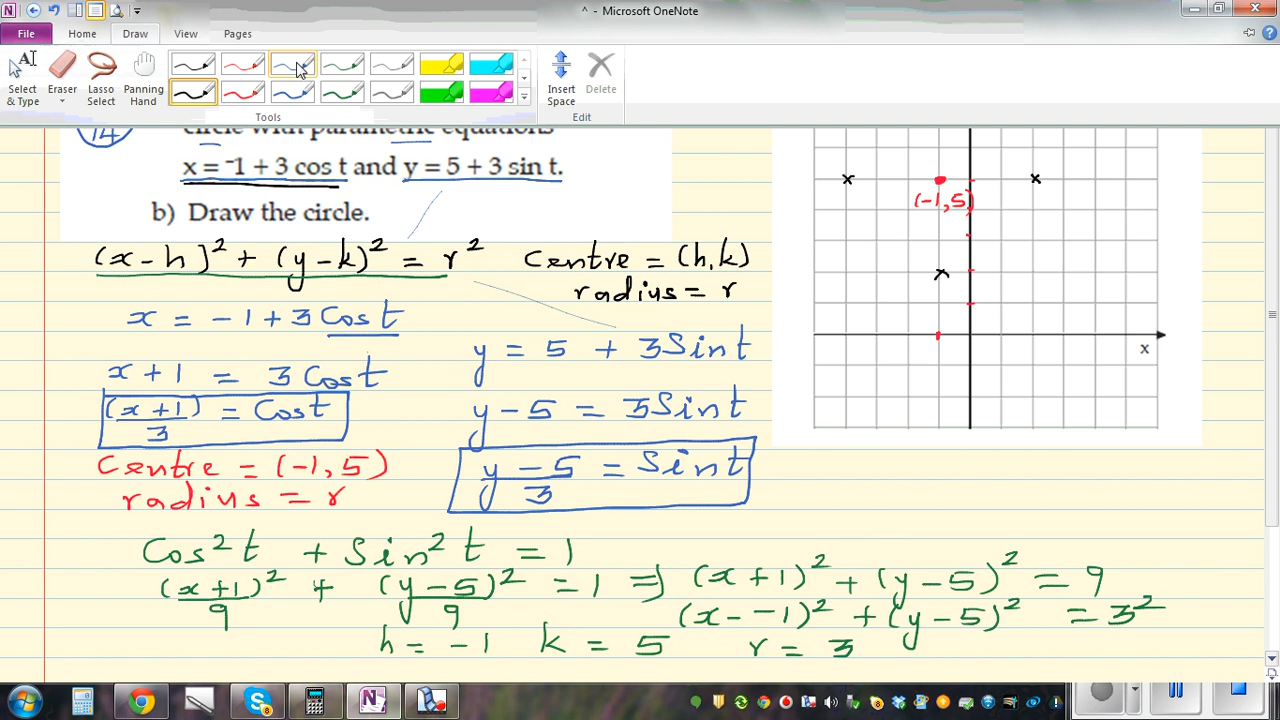 ^ - Microsoft OneNote
File Home Draw View Pages
Select & Type
Eraser
Lasso Select
Panning Hand
Insert Space
Delete
Tools
Edit
14
circle with parametric equations
x = ⁻1 + 3 cos t and y = 5 + 3 sin t.
b) Draw the circle.
(x - h)² + (y - k)² = r²
Centre = (h, k)
radius = r
x = -1 + 3 Cos t
x + 1 = 3 Cos t
(x + 1)/3 = Cos t
y = 5 + 3 Sin t
y - 5 = 3 Sin t
(y - 5)/3 = Sin t
Centre = (-1, 5)
radius = r
Cos² t + Sin² t = 1
(x+1)²/9 + (y-5)²/9 = 1 => (x+1)² + (y-5)² = 9
(x - -1)² + (y - 5)² = 3²
h = -1 k = 5 r = 3
(-1, 5)
x
7:02 PM